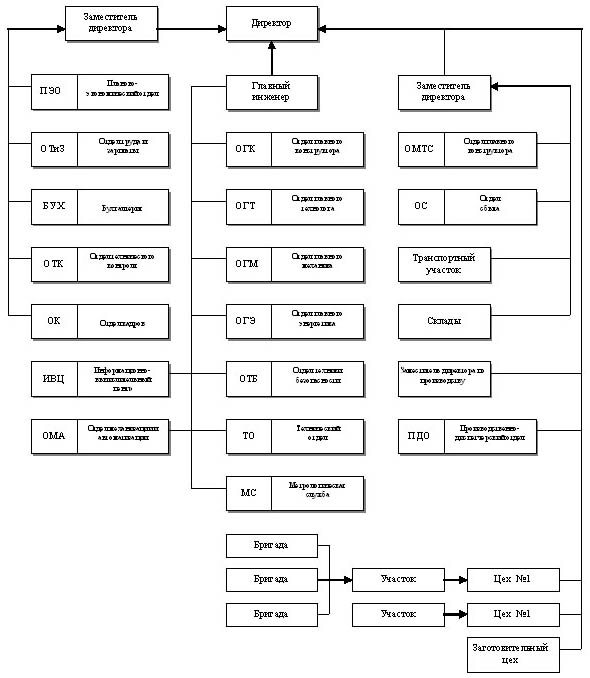 Заместитель
директора
Директор
ПЭО
Планово-
экономический отдел
Главный
инженер
Заместитель
директора
ОТиЗ
Отдел труда и
зарплаты
ОГК
Отдел главного
конструктора
ОМТС
Отдел главного
конструктора
БУХ
Бухгалтерия
ОГТ
Отдел главного
технолога
ОС
Отдел
сбыта
ОТК
Отдел технического
контроля
ОГМ
Отдел главного
механика
Транспортный
участок
ОК
Отдел кадров
ОГЭ
Отдел главного
энергетика
Склады
ИВЦ
Информационно-
вычислительный
центр
ОТБ
Отдел техники
безопасности
Заместитель директора по
производству
ОМА
Отдел механизации и
автоматизации
ТО
Технический
отдел
ПДО
Производственно-
диспетчерский отдел
МС
Метрологическая
служба
Бригада
Бригада
Участок
Цех №1
Бригада
Участок
Цех №1
Заготовительный
цех